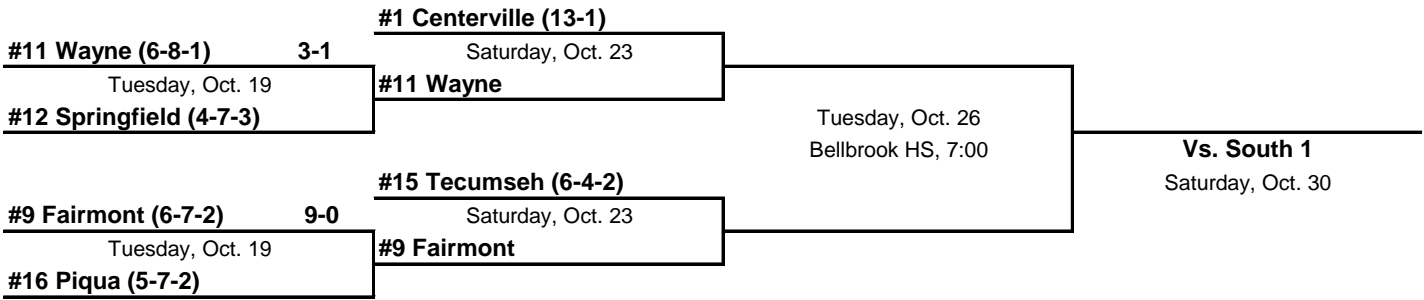 #1 Centerville (13-1)
#11 Wayne (6-8-1) 3-1
Saturday, Oct. 23
Tuesday, Oct. 19
#11 Wayne
#12 Springfield (4-7-3)
Tuesday, Oct. 26
Bellbrook HS, 7:00
Vs. South 1
#15 Tecumseh (6-4-2)
Saturday, Oct. 30
#9 Fairmont (6-7-2) 9-0
Saturday, Oct. 23
Tuesday, Oct. 19
#9 Fairmont
#16 Piqua (5-7-2)